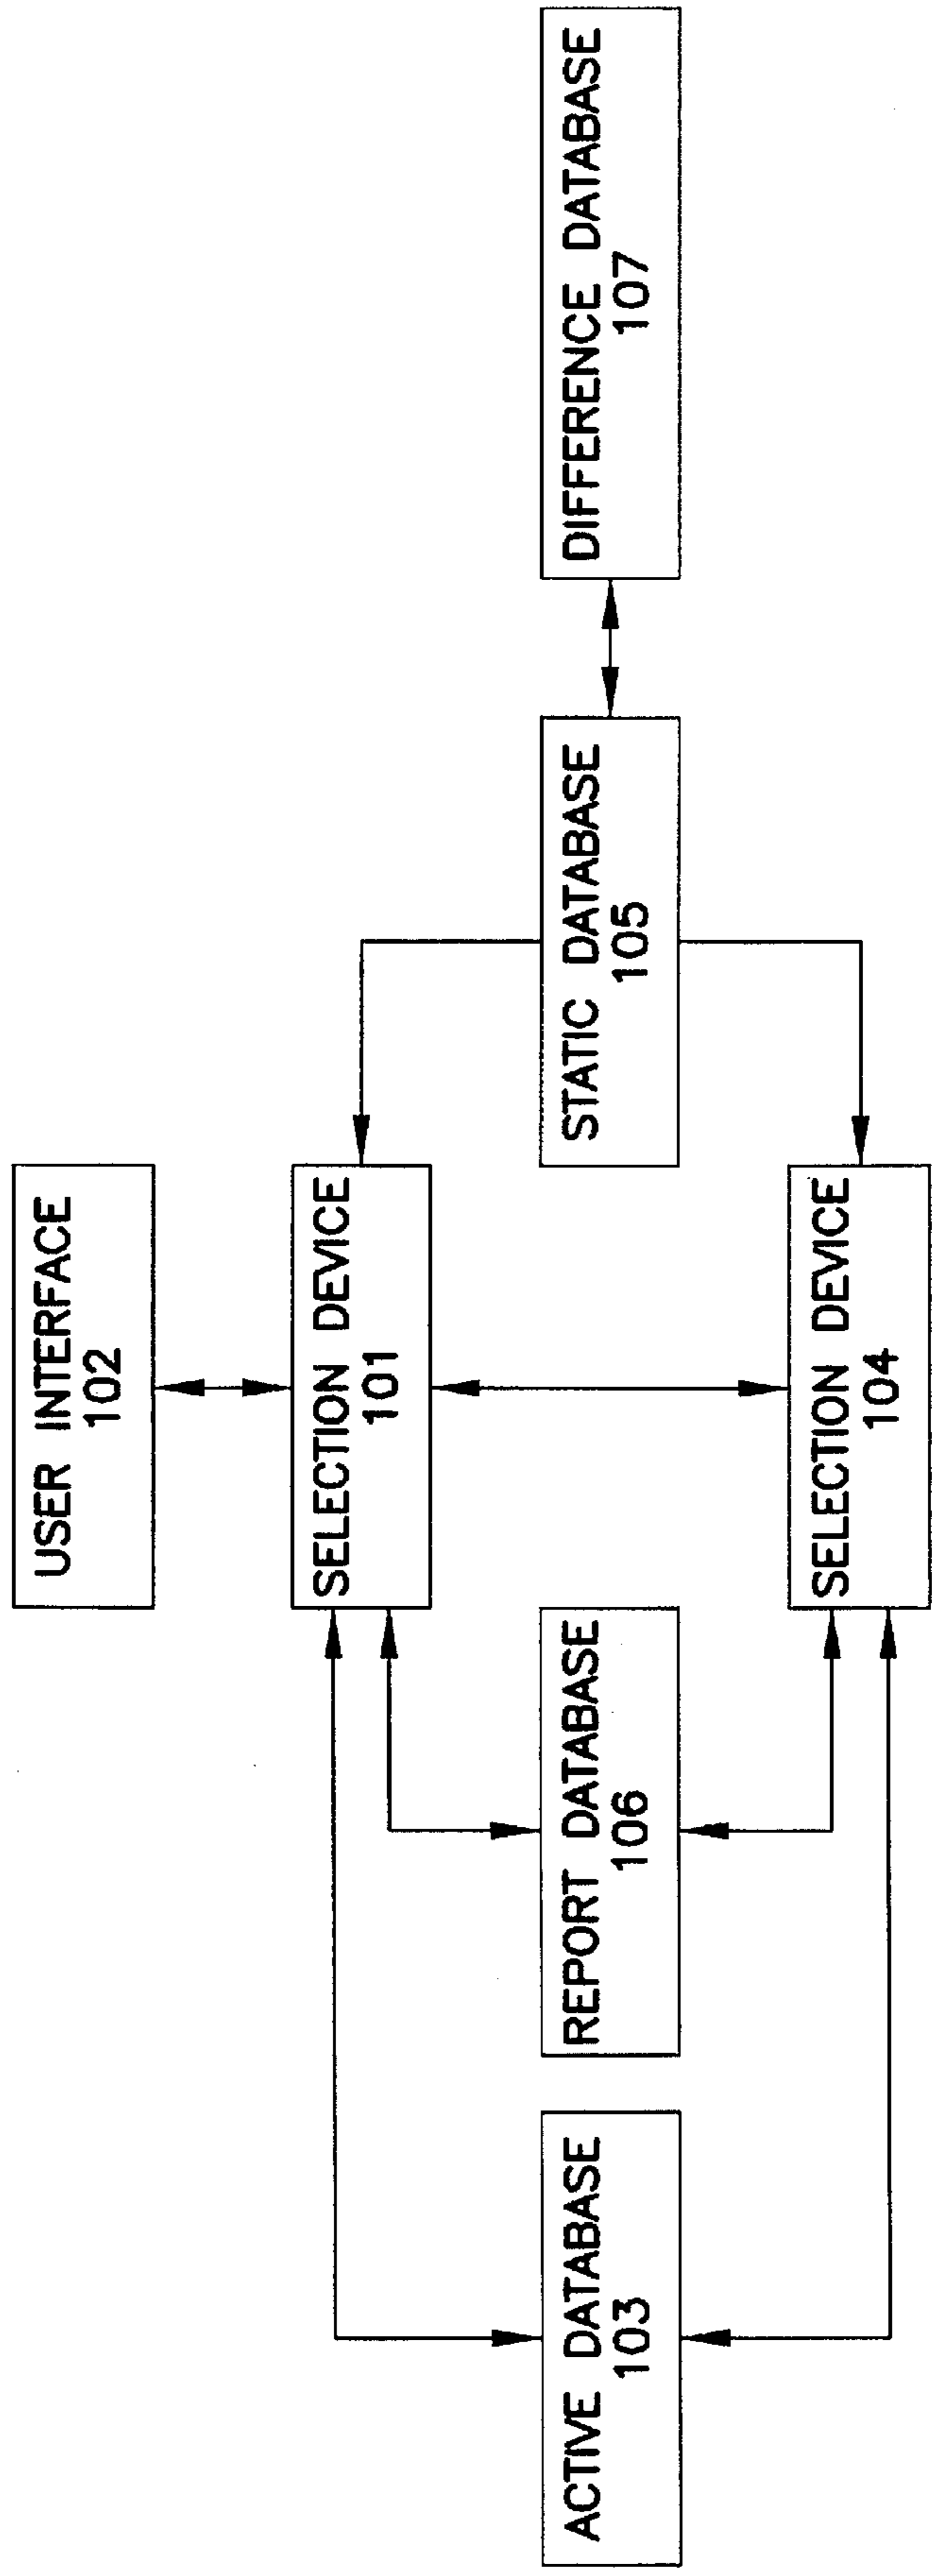 USER INTERFACE
102
SELECTION DEVICE
101
ACTIVE DATABASE
103
REPORT DATABASE
106
STATIC DATABASE
105
DIFFERENCE DATABASE
107
SELECTION DEVICE
104